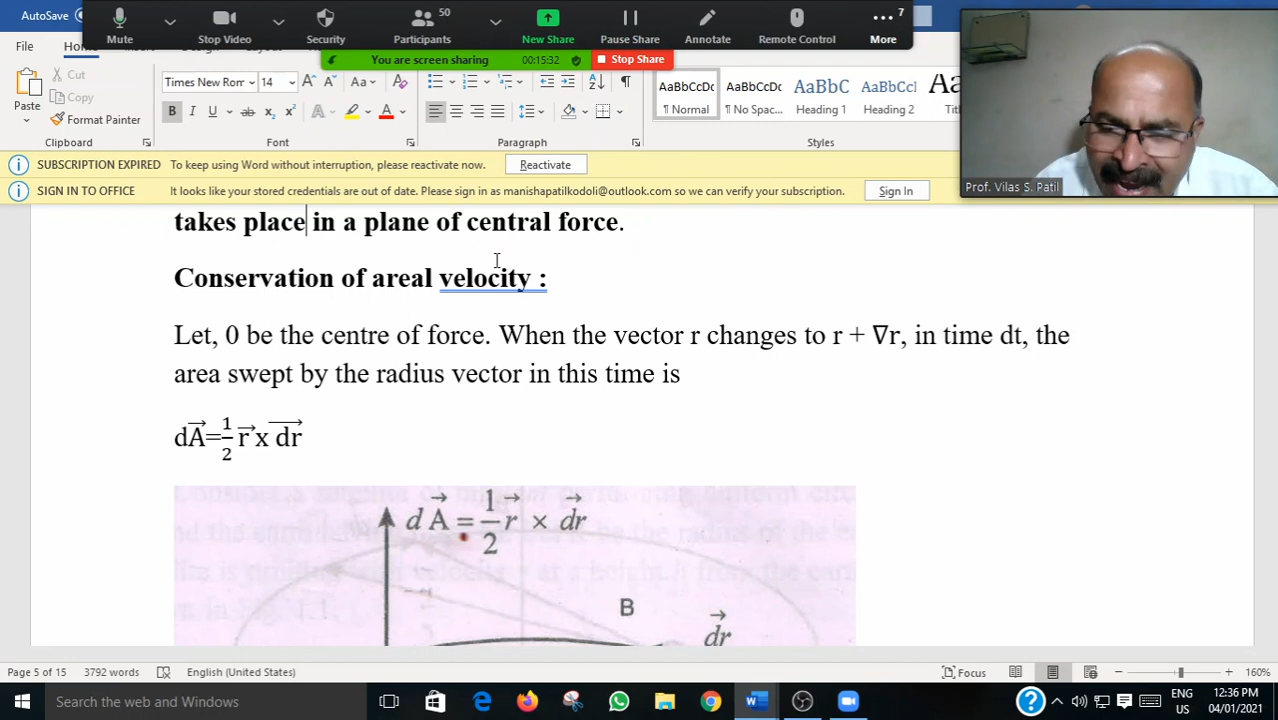 AutoSave
Mute
Stop Video
Security
50
Participants
New Share
Pause Share
Annotate
Remote Control
7
More
You are screen sharing
00:15:32
Stop Share
File
Home
Cut
Copy
Format Painter
Paste
Clipboard
Times New Rom
14
Aa
B I U ab x₂ x²
A
Font
Paragraph
AaBbCcDc
Normal
AaBbCcDc
No Spac...
AaBbC
Heading 1
AaBbCcl
Heading 2
Styles
Prof. Vilas S. Patil
SUBSCRIPTION EXPIRED To keep using Word without interruption, please reactivate now. Reactivate
SIGN IN TO OFFICE It looks like your stored credentials are out of date. Please sign in as manishapatilkodoli@outlook.com so we can verify your subscription. Sign In
takes place in a plane of central force.
Conservation of areal velocity :
Let, 0 be the centre of force. When the vector r changes to r + ∇r, in time dt, the
area swept by the radius vector in this time is
dA⃗=1/2 r⃗ x d⃗r⃗
d A⃗ = 1/2 r⃗ × d⃗r
B
d⃗r
Page 5 of 15
3792 words
English (United States)
Focus
160%
Search the web and Windows
ENG
US
12:36 PM
04/01/2021